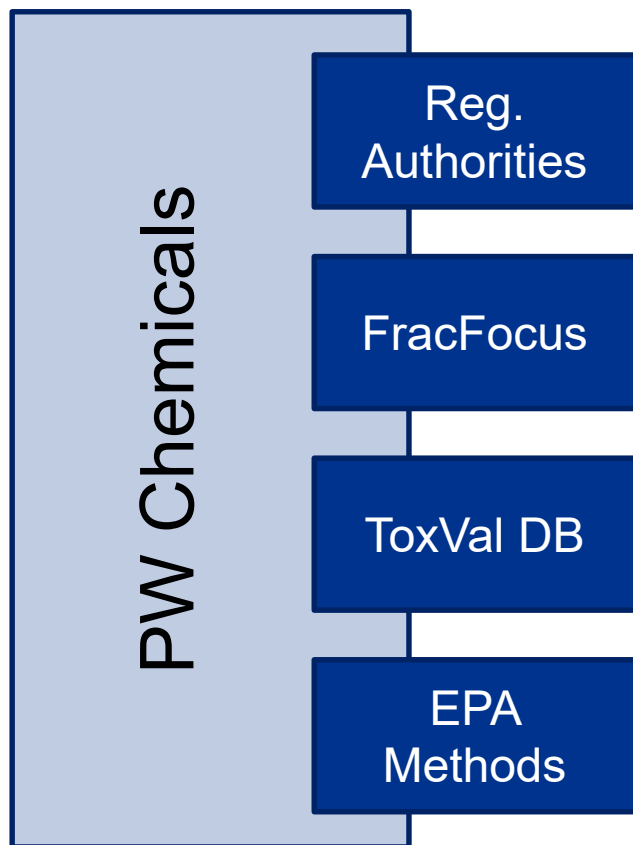 PW Chemicals
Reg.
Authorities
FracFocus
ToxVal DB
EPA
Methods